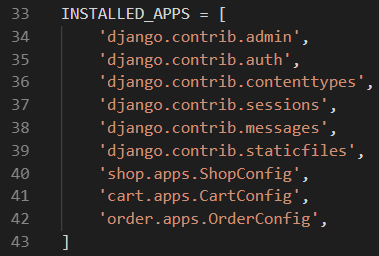 33 INSTALLED_APPS = [
34     'django.contrib.admin',
35     'django.contrib.auth',
36     'django.contrib.contenttypes',
37     'django.contrib.sessions',
38     'django.contrib.messages',
39     'django.contrib.staticfiles',
40     'shop.apps.ShopConfig',
41     'cart.apps.CartConfig',
42     'order.apps.OrderConfig',
43 ]